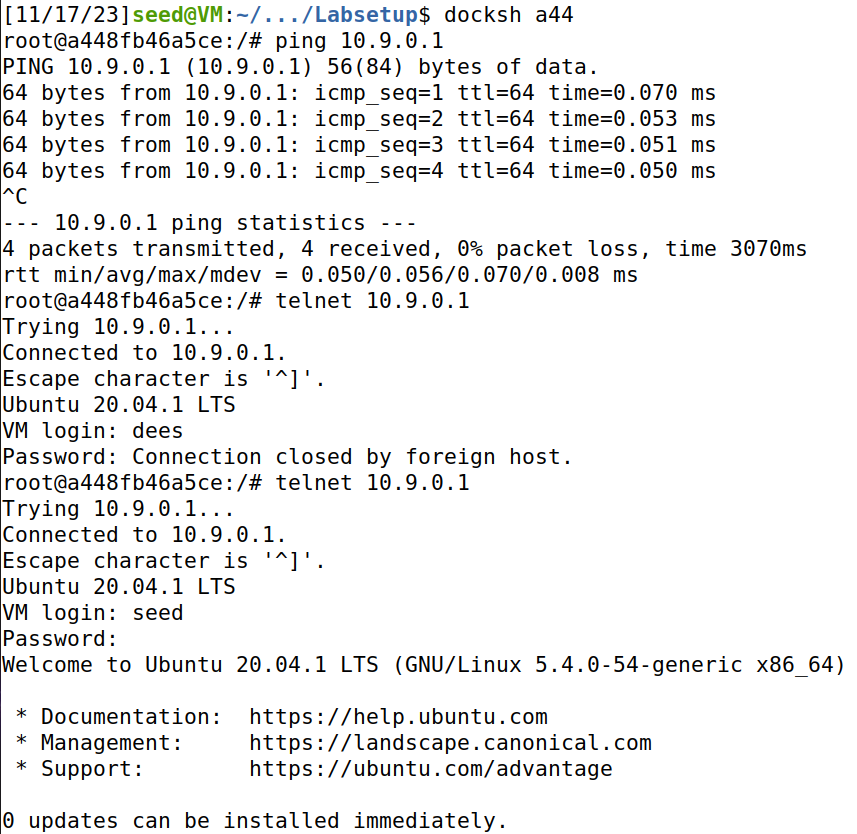 [11/17/23]seed@VM:~/.../Labsetup$ docksh a44
root@a448fb46a5ce:/# ping 10.9.0.1
PING 10.9.0.1 (10.9.0.1) 56(84) bytes of data.
64 bytes from 10.9.0.1: icmp_seq=1 ttl=64 time=0.070 ms
64 bytes from 10.9.0.1: icmp_seq=2 ttl=64 time=0.053 ms
64 bytes from 10.9.0.1: icmp_seq=3 ttl=64 time=0.051 ms
64 bytes from 10.9.0.1: icmp_seq=4 ttl=64 time=0.050 ms
^C
--- 10.9.0.1 ping statistics ---
4 packets transmitted, 4 received, 0% packet loss, time 3070ms
rtt min/avg/max/mdev = 0.050/0.056/0.070/0.008 ms
root@a448fb46a5ce:/# telnet 10.9.0.1
Trying 10.9.0.1...
Connected to 10.9.0.1.
Escape character is '^]'.
Ubuntu 20.04.1 LTS
VM login: dees
Password: Connection closed by foreign host.
root@a448fb46a5ce:/# telnet 10.9.0.1
Trying 10.9.0.1...
Connected to 10.9.0.1.
Escape character is '^]'.
Ubuntu 20.04.1 LTS
VM login: seed
Password:
Welcome to Ubuntu 20.04.1 LTS (GNU/Linux 5.4.0-54-generic x86_64)

 * Documentation:  https://help.ubuntu.com
 * Management:     https://landscape.canonical.com
 * Support:        https://ubuntu.com/advantage

0 updates can be installed immediately.